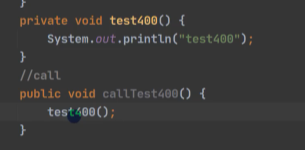 }
private void test400() {
System.out.println("test400");
}
//call
public void callTest400() {
test400();
}